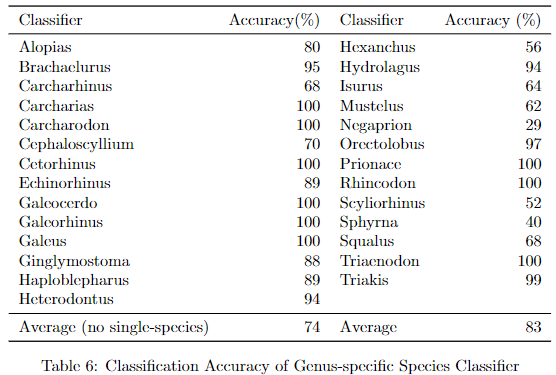 Classifier Accuracy(%) Classifier Accuracy (%)
Alopias 80 Hexanchus 56
Brachaelurus 95 Hydrolagus 94
Carcharhinus 68 Isurus 64
Carcharias 100 Mustelus 62
Carcharodon 100 Negaprion 29
Cephaloscyllium 70 Orectolobus 97
Cetorhinus 100 Prionace 100
Echinorhinus 89 Rhincodon 100
Galeocerdo 100 Scyliorhinus 52
Galeorhinus 100 Sphyrna 40
Galeus 100 Squalus 68
Ginglymostoma 88 Triaenodon 100
Haploblepharus 89 Triakis 99
Heterodontus 94
Average (no single-species) 74 Average 83
Table 6: Classification Accuracy of Genus-specific Species Classifier